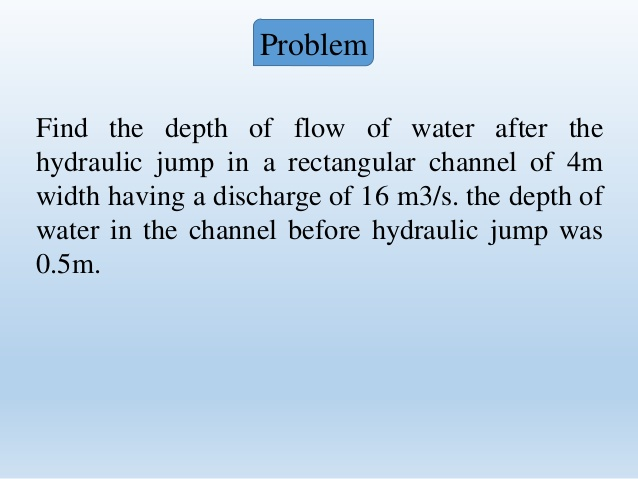 Problem
Find the depth of flow of water after the
hydraulic jump in a rectangular channel of 4m
width having a discharge of 16 m3/s. the depth of
water in the channel before hydraulic jump was
0.5m.